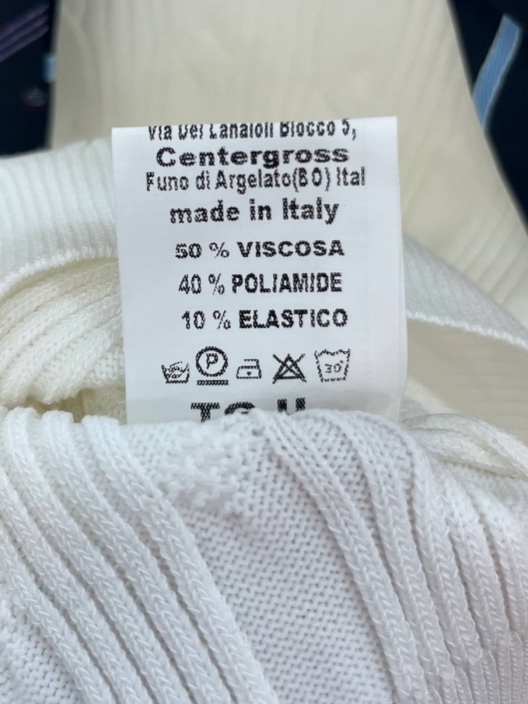 Via Dei Lanaioli Blocco 5,
Centergross
Funo di Argelato(BO) Ital
made in Italy
50 % VISCOSA
40 % POLIAMIDE
10 % ELASTICO
P
30°